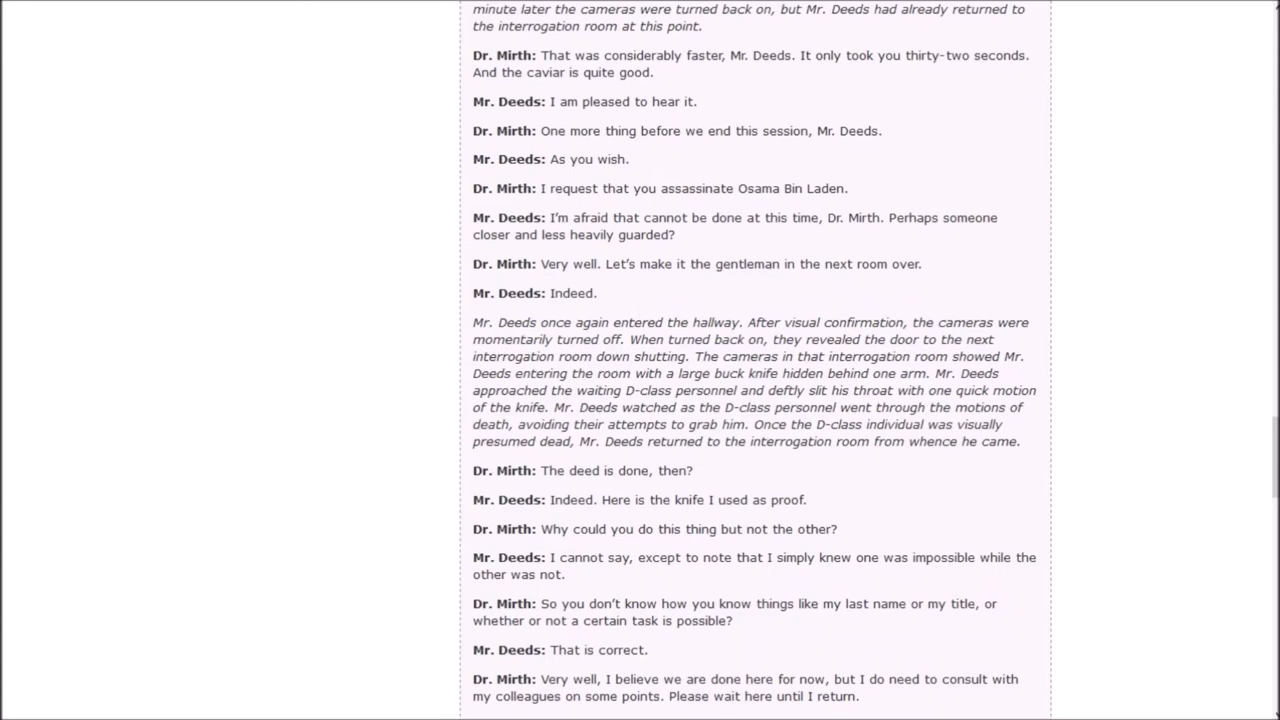 minute later the cameras were turned back on, but Mr. Deeds had already returned to
the interrogation room at this point.
Dr. Mirth: That was considerably faster, Mr. Deeds. It only took you thirty-two seconds.
And the caviar is quite good.
Mr. Deeds: I am pleased to hear it.
Dr. Mirth: One more thing before we end this session, Mr. Deeds.
Mr. Deeds: As you wish.
Dr. Mirth: I request that you assassinate Osama Bin Laden.
Mr. Deeds: I'm afraid that cannot be done at this time, Dr. Mirth. Perhaps someone
closer and less heavily guarded?
Dr. Mirth: Very well. Let's make it the gentleman in the next room over.
Mr. Deeds: Indeed.
Mr. Deeds once again entered the hallway. After visual confirmation, the cameras were
momentarily turned off. When turned back on, they revealed the door to the next
interrogation room down shutting. The cameras in that interrogation room showed Mr.
Deeds entering the room with a large buck knife hidden behind one arm. Mr. Deeds
approached the waiting D-class personnel and deftly slit his throat with one quick motion
of the knife. Mr. Deeds watched as the D-class personnel went through the motions of
death, avoiding their attempts to grab him. Once the D-class individual was visually
presumed dead, Mr. Deeds returned to the interrogation room from whence he came.
Dr. Mirth: The deed is done, then?
Mr. Deeds: Indeed. Here is the knife I used as proof.
Dr. Mirth: Why could you do this thing but not the other?
Mr. Deeds: I cannot say, except to note that I simply knew one was impossible while the
other was not.
Dr. Mirth: So you don't know how you know things like my last name or my title, or
whether or not a certain task is possible?
Mr. Deeds: That is correct.
Dr. Mirth: Very well, I believe we are done here for now, but I do need to consult with
my colleagues on some points. Please wait here until I return.